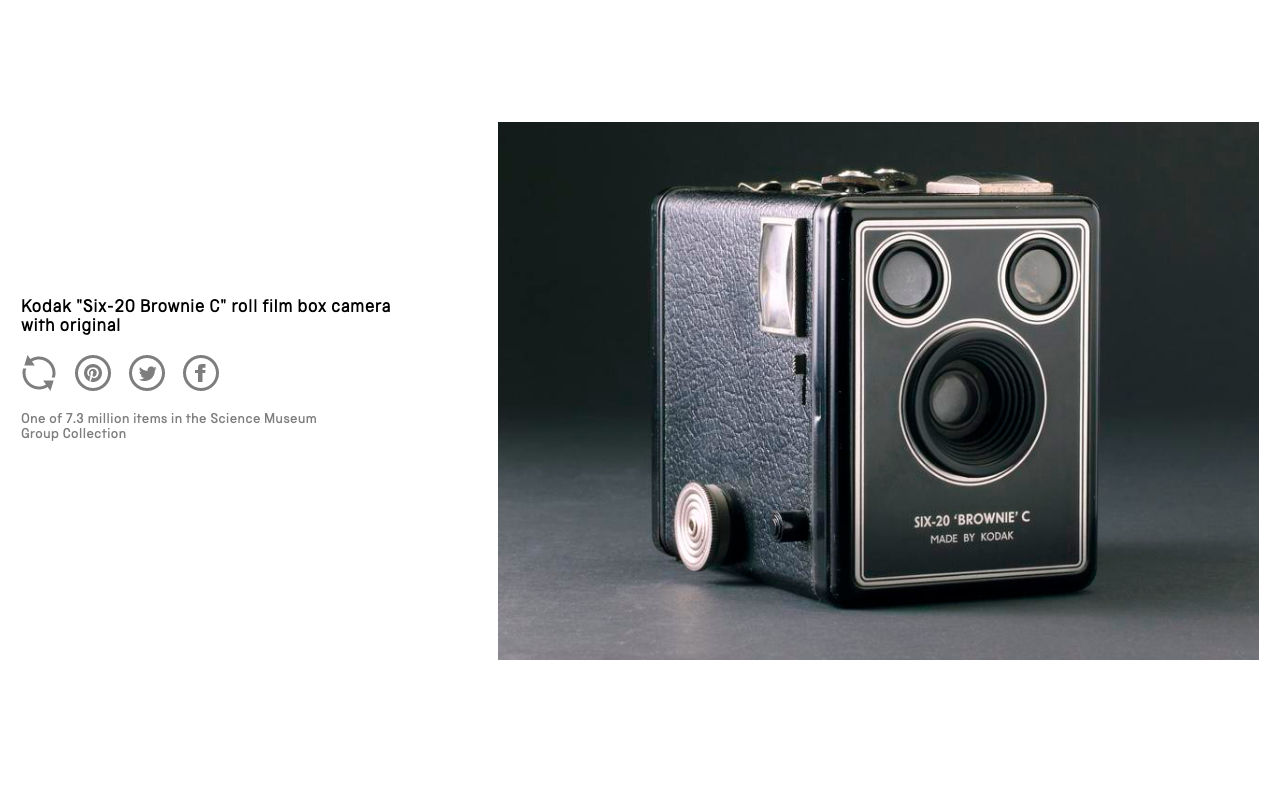 Kodak "Six-20 Brownie C" roll film box camera
with original
One of 7.3 million items in the Science Museum
Group Collection
SIX-20 ‘BROWNIE’ C
MADE BY KODAK